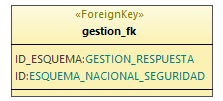 «ForeignKey»
gestion_fk
ID_ESQUEMA:GESTION_RESPUESTA
ID:ESQUEMA_NACIONAL_SEGURIDAD